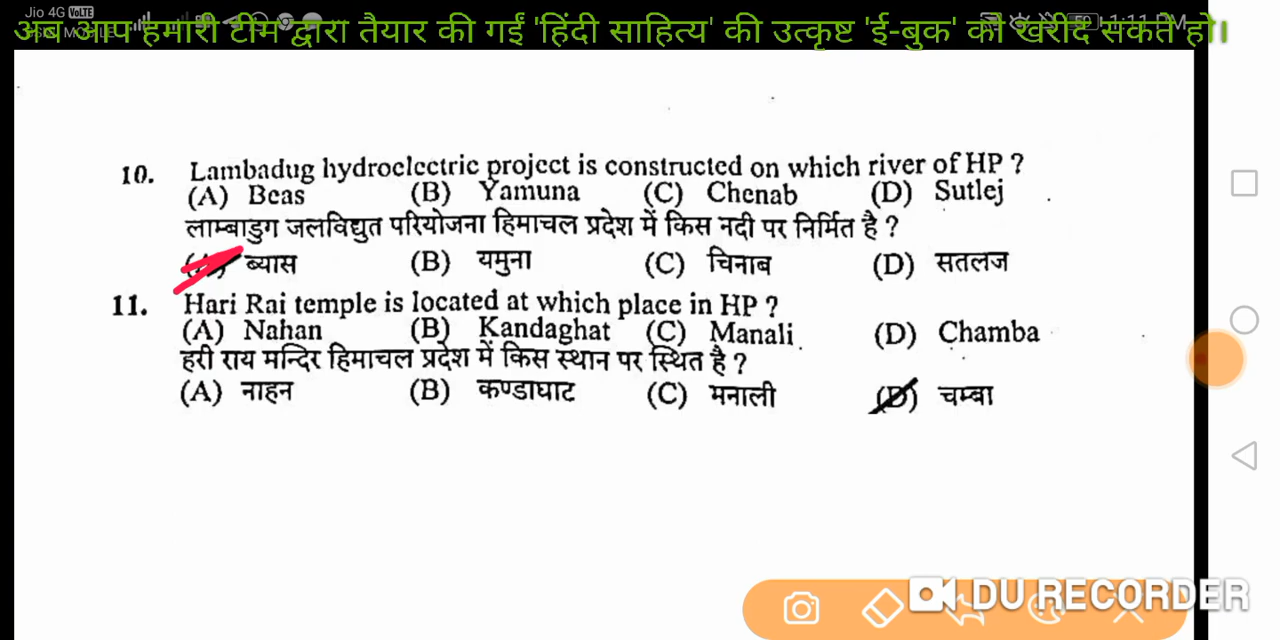 Jio 4G VoLTE
अब आप हमारी टीम द्वारा तैयार की गई 'हिंदी साहित्य' की उत्कृष्ट 'ई-बुक' को खरीद सकते हो।
10. Lambadug hydroelectric project is constructed on which river of HP ?
(A) Beas (B) Yamuna (C) Chenab (D) Sutlej
लाम्बाडुग जलविद्युत परियोजना हिमाचल प्रदेश में किस नदी पर निर्मित है ?
(A) ब्यास (B) यमुना (C) चिनाब (D) सतलज
11. Hari Rai temple is located at which place in HP ?
(A) Nahan (B) Kandaghat (C) Manali (D) Chamba
हरी राय मन्दिर हिमाचल प्रदेश में किस स्थान पर स्थित है ?
(A) नाहन (B) कण्डाघाट (C) मनाली (D) चम्बा
DU RECORDER